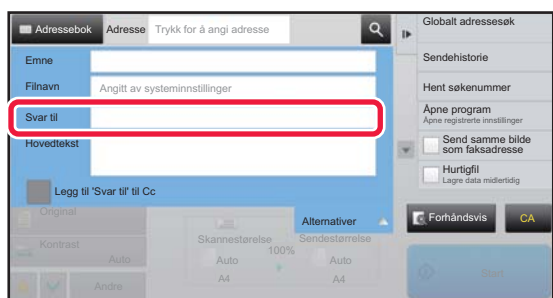 Adressebok Adresse Trykk for å angi adresse
Globalt adressesøk
Emne
Sendehistorie
Filnavn Angitt av systeminnstillinger
Hent søkenummer
Svar til
Åpne program
Åpne registrerte innstillinger
Hovedtekst
Send samme bilde
som faksadresse
Hurtigfil
Lagre data midlertidig
Legg til 'Svar til' til Cc
Original
Alternativer
Forhåndsvis CA
Kontrast
Auto
Skannestørelse Sendestørrelse
100%
Auto Auto
A4 A4
Andre
Start